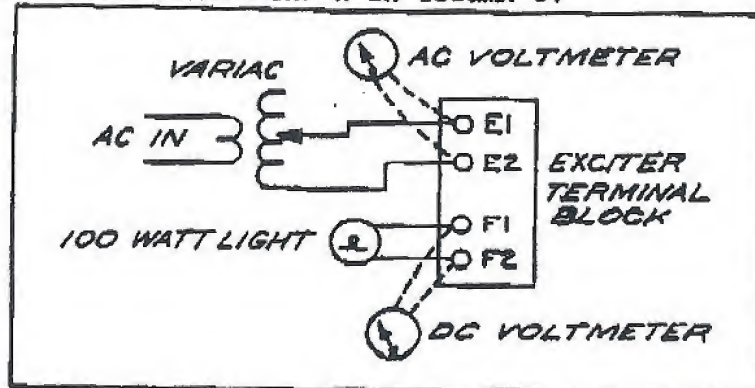 VARIAC
AC VOLTMETER
AC IN
E1
E2
EXCITER
TERMINAL
BLOCK
100 WATT LIGHT
F1
F2
DC VOLTMETER